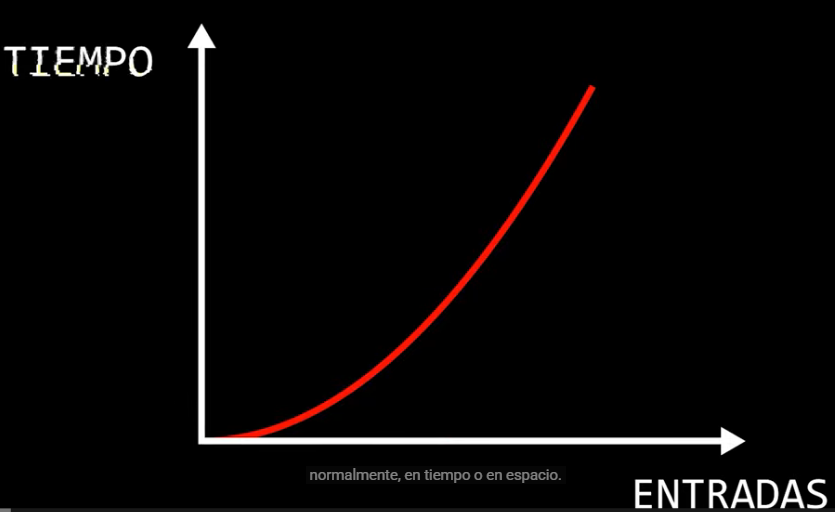 TIEMPO
normalmente, en tiempo o en espacio.
ENTRADAS